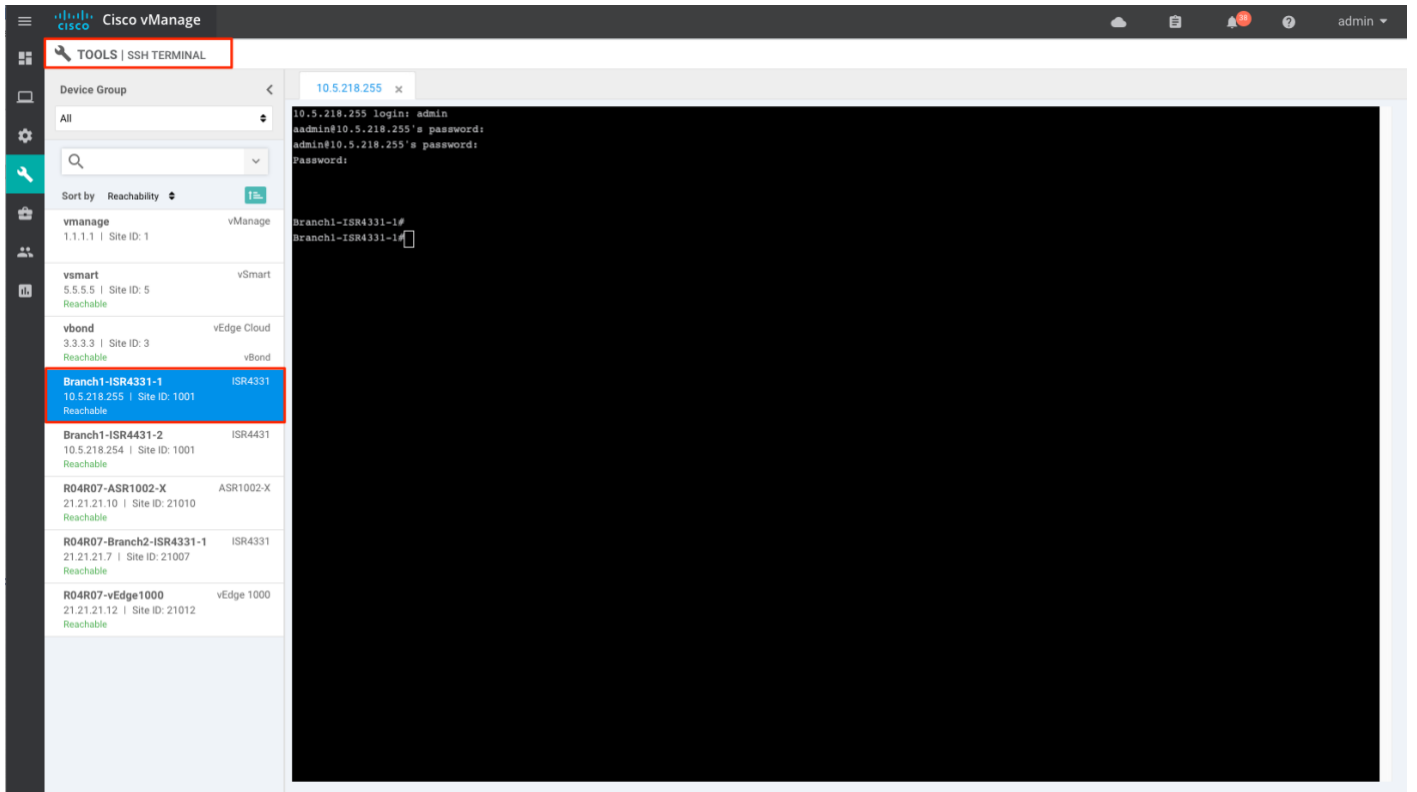 cisco Cisco vManage
38
admin
TOOLS | SSH TERMINAL
Device Group
All
Sort by Reachability
vmanage vManage
1.1.1.1 | Site ID: 1
vsmart vSmart
5.5.5.5 | Site ID: 5
Reachable
vbond vEdge Cloud
3.3.3.3 | Site ID: 3
Reachable vBond
Branch1-ISR4331-1 ISR4331
10.5.218.255 | Site ID: 1001
Reachable
Branch1-ISR4431-2 ISR4431
10.5.218.254 | Site ID: 1001
Reachable
R04R07-ASR1002-X ASR1002-X
21.21.21.10 | Site ID: 21010
Reachable
R04R07-Branch2-ISR4331-1 ISR4331
21.21.21.7 | Site ID: 21007
Reachable
R04R07-vEdge1000 vEdge 1000
21.21.21.12 | Site ID: 21012
Reachable
10.5.218.255 x
10.5.218.255 login: admin
aadmin@10.5.218.255's password:
admin@10.5.218.255's password:
Password:
Branch1-ISR4331-1#
Branch1-ISR4331-1#